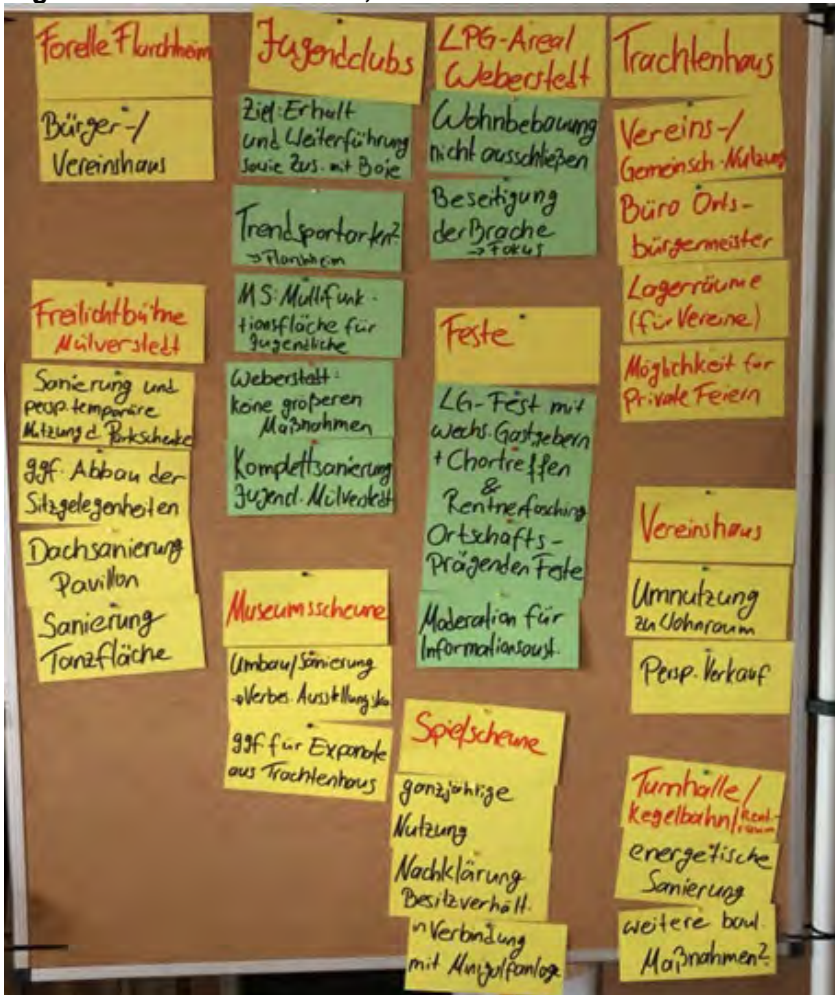 Forelle Flarchheim
Bürger-/
Vereinshaus
Freilichtbühne
Mülverstedt
Sanierung und
persp. temporäre
Nutzung d. Parkschenke
ggf. Abbau der
Sitzgelegenheiten
Dachsanierung
Pavillon
Sanierung
Tanzfläche
Jugendclubs
Ziel: Erhalt
und Weiterführung
sowie Zus. mit Boje
Trendsportarten?
→ Flarchheim
MS: Multifunk-
tionsfläche für
Jugendliche
Weberstedt:
keine größeren
Maßnahmen
Komplettsanierung
Jugend. Mülverstedt
Museumsscheune
Umbau/Sanierung
→ Verbes. Ausstellungs
ggf für Exponate
aus Trachtenhaus
LPG-Areal
Weberstedt
Wohnbebauung
nicht ausschließen
Beseitigung
der Brache
→ Fokus
Feste
LG-Fest mit
wechs. Gastgebern
+ Chortreffen
&
Rentnerfasching
Ortschafts-
Prägenden Feste
Moderation für
Informationsaust.
Spielscheune
ganzjährige
Nutzung
Nachklärung
Besitzverhält.
in Verbindung
mit Minigolfanlage
Trachtenhaus
Vereins-/
Gemeinsch.-Nutzung
Büro Orts-
bürgermeister
Lagerräume
(für Vereine)
Möglichkeit für
Private Feiern
Vereinshaus
Umnutzung
zu Wohnraum
Persp. Verkauf
Turnhalle/
Kegelbahn/
energetische
Sanierung
weitere baul.
Maßnahmen?